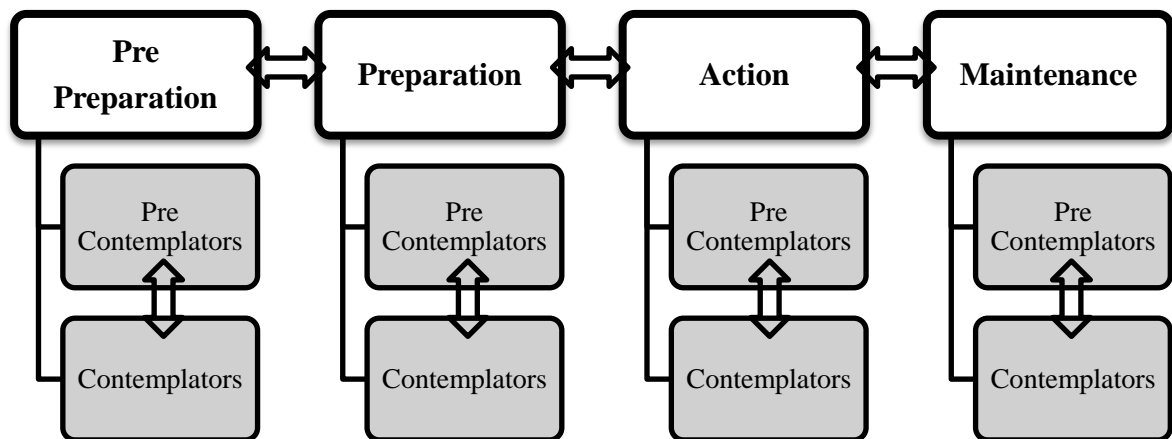 Pre
Preparation
Preparation
Action
Maintenance
Pre
Contemplators
Pre
Contemplators
Pre
Contemplators
Pre
Contemplators
Contemplators
Contemplators
Contemplators
Contemplators